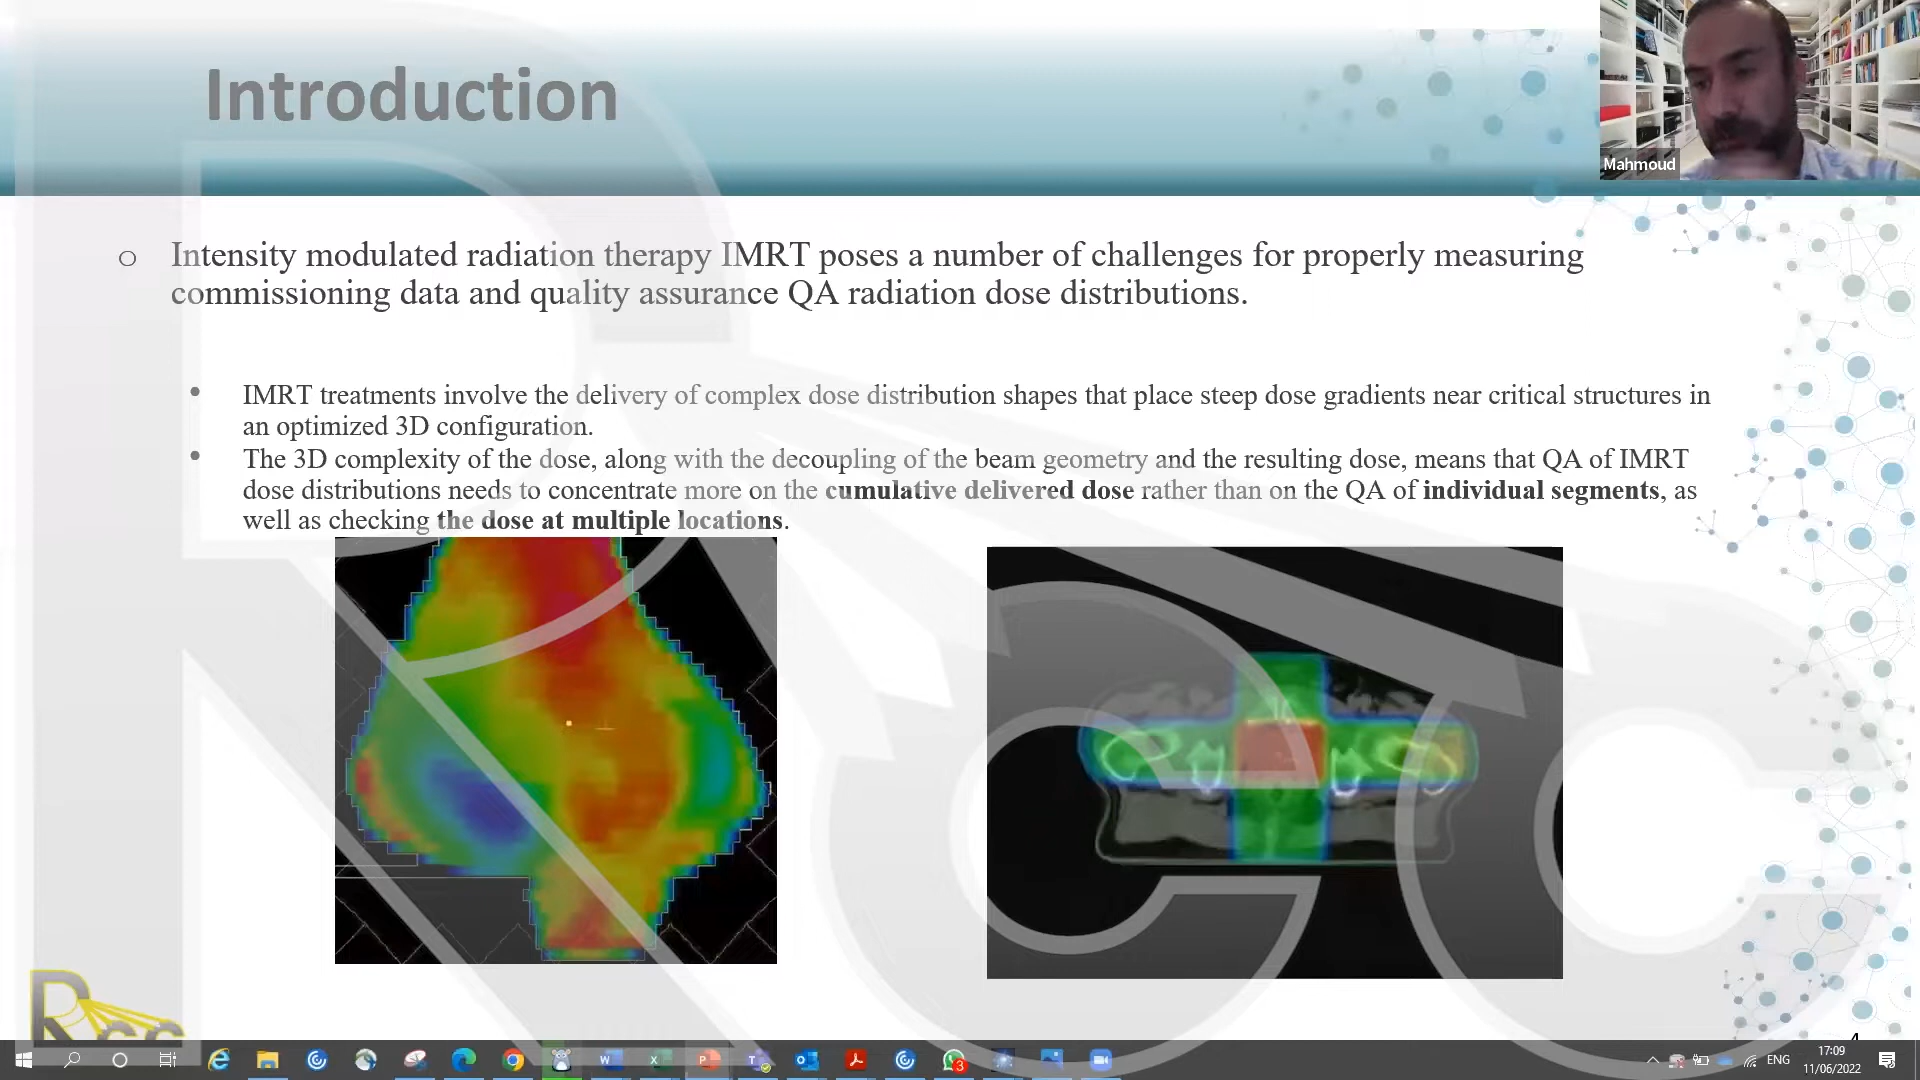 Introduction
Mahmoud
Intensity modulated radiation therapy IMRT poses a number of challenges for properly measuring
commissioning data and quality assurance QA radiation dose distributions.
IMRT treatments involve the delivery of complex dose distribution shapes that place steep dose gradients near critical structures in
an optimized 3D configuration.
The 3D complexity of the dose, along with the decoupling of the beam geometry and the resulting dose, means that QA of IMRT
dose distributions needs to concentrate more on the cumulative delivered dose rather than on the QA of individual segments, as
well as checking the dose at multiple locations.
RCC
3
ENG
17:09
11/06/2022